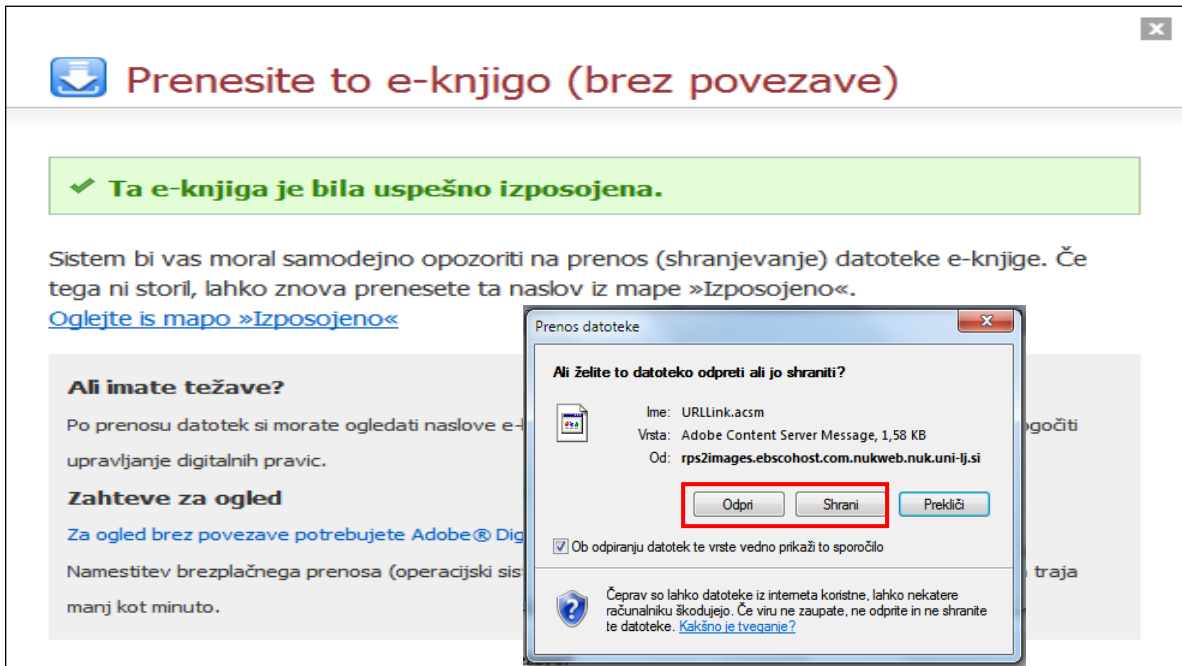 Prenesite to e-knjigo (brez povezave)
Ta e-knjiga je bila uspešno izposojena.
Sistem bi vas moral samodejno opozoriti na prenos (shranjevanje) datoteke e-knjige. Če
tega ni storil, lahko znova prenesete ta naslov iz mape »Izposojeno«.
Oglejte is mapo »Izposojeno«
Ali imate težave?
Po prenosu datotek si morate ogledati naslove
upravljanje digitalnih pravic.
Zahteve za ogled
Za ogled brez povezave potrebujete Adobe® Dig
Namestitev brezplačnega prenosa (operacijski sis
traja
manj kot minuto.
Prenos datoteke
Ali želite to datoteko odpreti ali jo shraniti?
Ime: URLLink.acsm
Vrsta: Adobe Content Server Message, 1,58 KB
Od: rps2images.ebscohost.com.nukweb.nuk.uni-lj.si
Odpri Shrani Prekliči
Ob odpiranju datotek te vrste vedno prikaži to sporočilo
Čeprav so lahko datoteke iz interneta koristne, lahko nekatere
računalniku škodujejo. Če viru ne zaupate, ne odprite in ne shranite
te datoteke. Kakšno je tveganje?